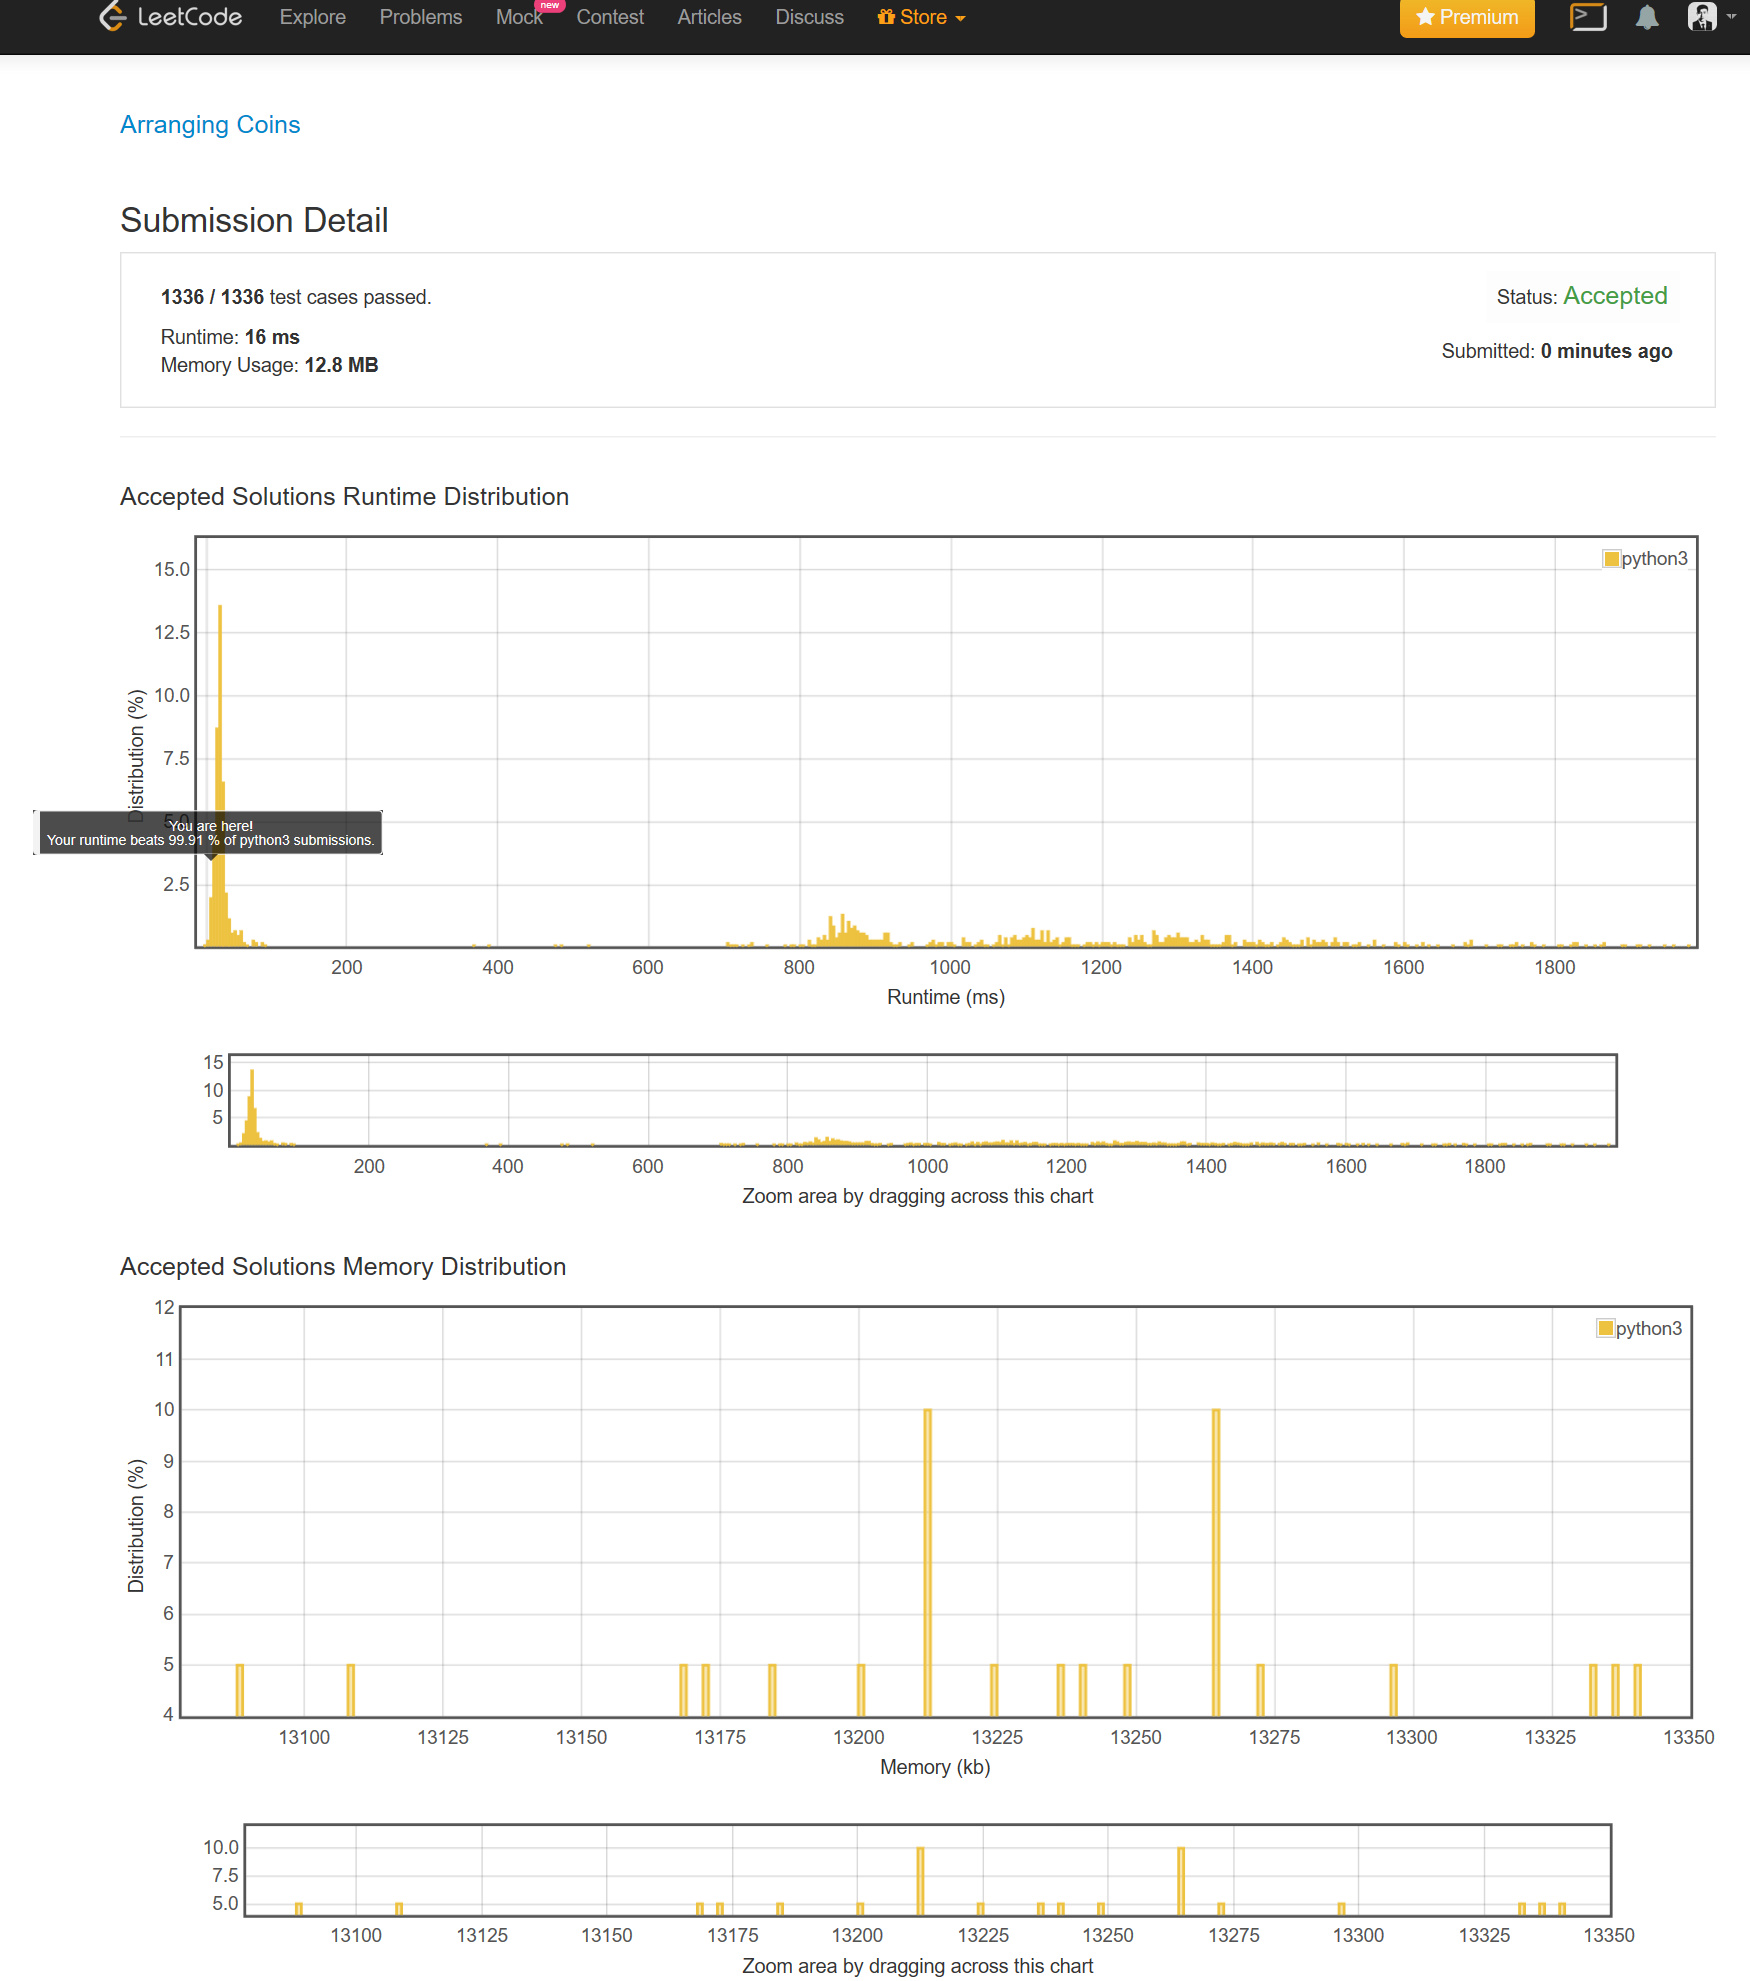 LeetCode Explore Problems Mock new Contest Articles Discuss Store Premium
Arranging Coins
Submission Detail
1336 / 1336 test cases passed.
Status: Accepted
Runtime: 16 ms
Submitted: 0 minutes ago
Memory Usage: 12.8 MB
Accepted Solutions Runtime Distribution
python3
15.0
12.5
10.0
7.5
5.0
2.5
Distribution (%)
You are here!
Your runtime beats 99.91 % of python3 submissions.
200 400 600 800 1000 1200 1400 1600 1800
Runtime (ms)
15
10
5
200 400 600 800 1000 1200 1400 1600 1800
Zoom area by dragging across this chart
Accepted Solutions Memory Distribution
python3
12
11
10
9
8
7
6
5
4
Distribution (%)
13100 13125 13150 13175 13200 13225 13250 13275 13300 13325 13350
Memory (kb)
10.0
7.5
5.0
13100 13125 13150 13175 13200 13225 13250 13275 13300 13325 13350
Zoom area by dragging across this chart